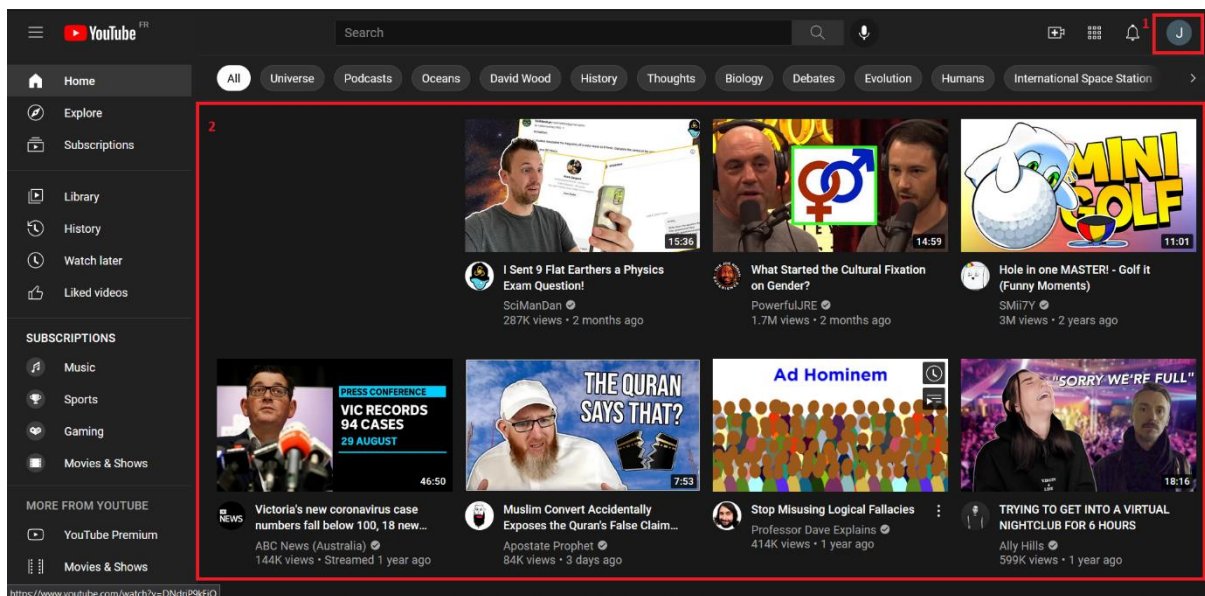 YouTube FR
Search
1
J
Home
Explore
Subscriptions
Library
History
Watch later
Liked videos
SUBSCRIPTIONS
Music
Sports
Gaming
Movies & Shows
MORE FROM YOUTUBE
YouTube Premium
Movies & Shows
All Universe Podcasts Oceans David Wood History Thoughts Biology Debates Evolution Humans International Space Station
2
15:36
I Sent 9 Flat Earthers a Physics
Exam Question!
SciManDan
287K views • 2 months ago
14:59
What Started the Cultural Fixation
on Gender?
PowerfulJRE
1.7M views • 2 months ago
MINI
GOLF
11:01
Hole in one MASTER! - Golf it
(Funny Moments)
SMii7Y
3M views • 2 years ago
PRESS CONFERENCE
VIC RECORDS
94 CASES
29 AUGUST
46:50
NEWS
Victoria's new coronavirus case
numbers fall below 100, 18 new...
ABC News (Australia)
144K views • Streamed 1 year ago
THE QURAN
SAYS THAT?
7:53
Muslim Convert Accidentally
Exposes the Quran's False Claim...
Apostate Prophet
84K views • 3 days ago
Ad Hominem
Stop Misusing Logical Fallacies
Professor Dave Explains
414K views • 1 year ago
"SORRY WE'RE FULL"
18:16
TRYING TO GET INTO A VIRTUAL
NIGHTCLUB FOR 6 HOURS
Ally Hills
599K views • 1 year ago